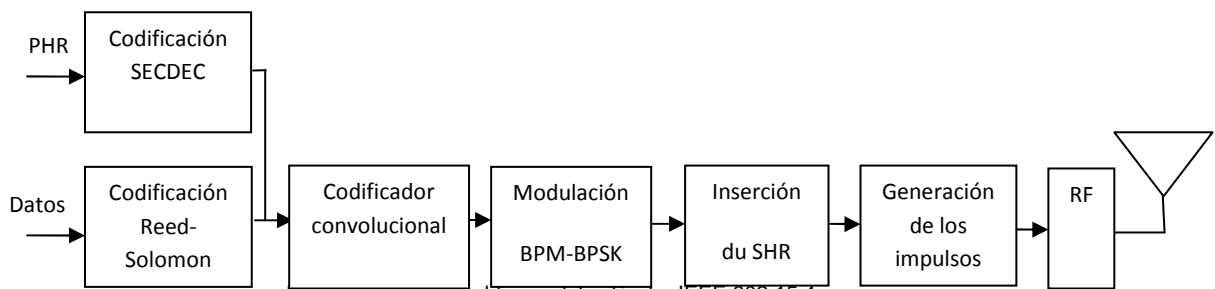 PHR
Codificación
SECDEC
Datos
Codificación
Reed-
Solomon
Codificador
convolucional
Modulación
BPM-BPSK
Inserción
du SHR
Generación
de los
impulsos
RF